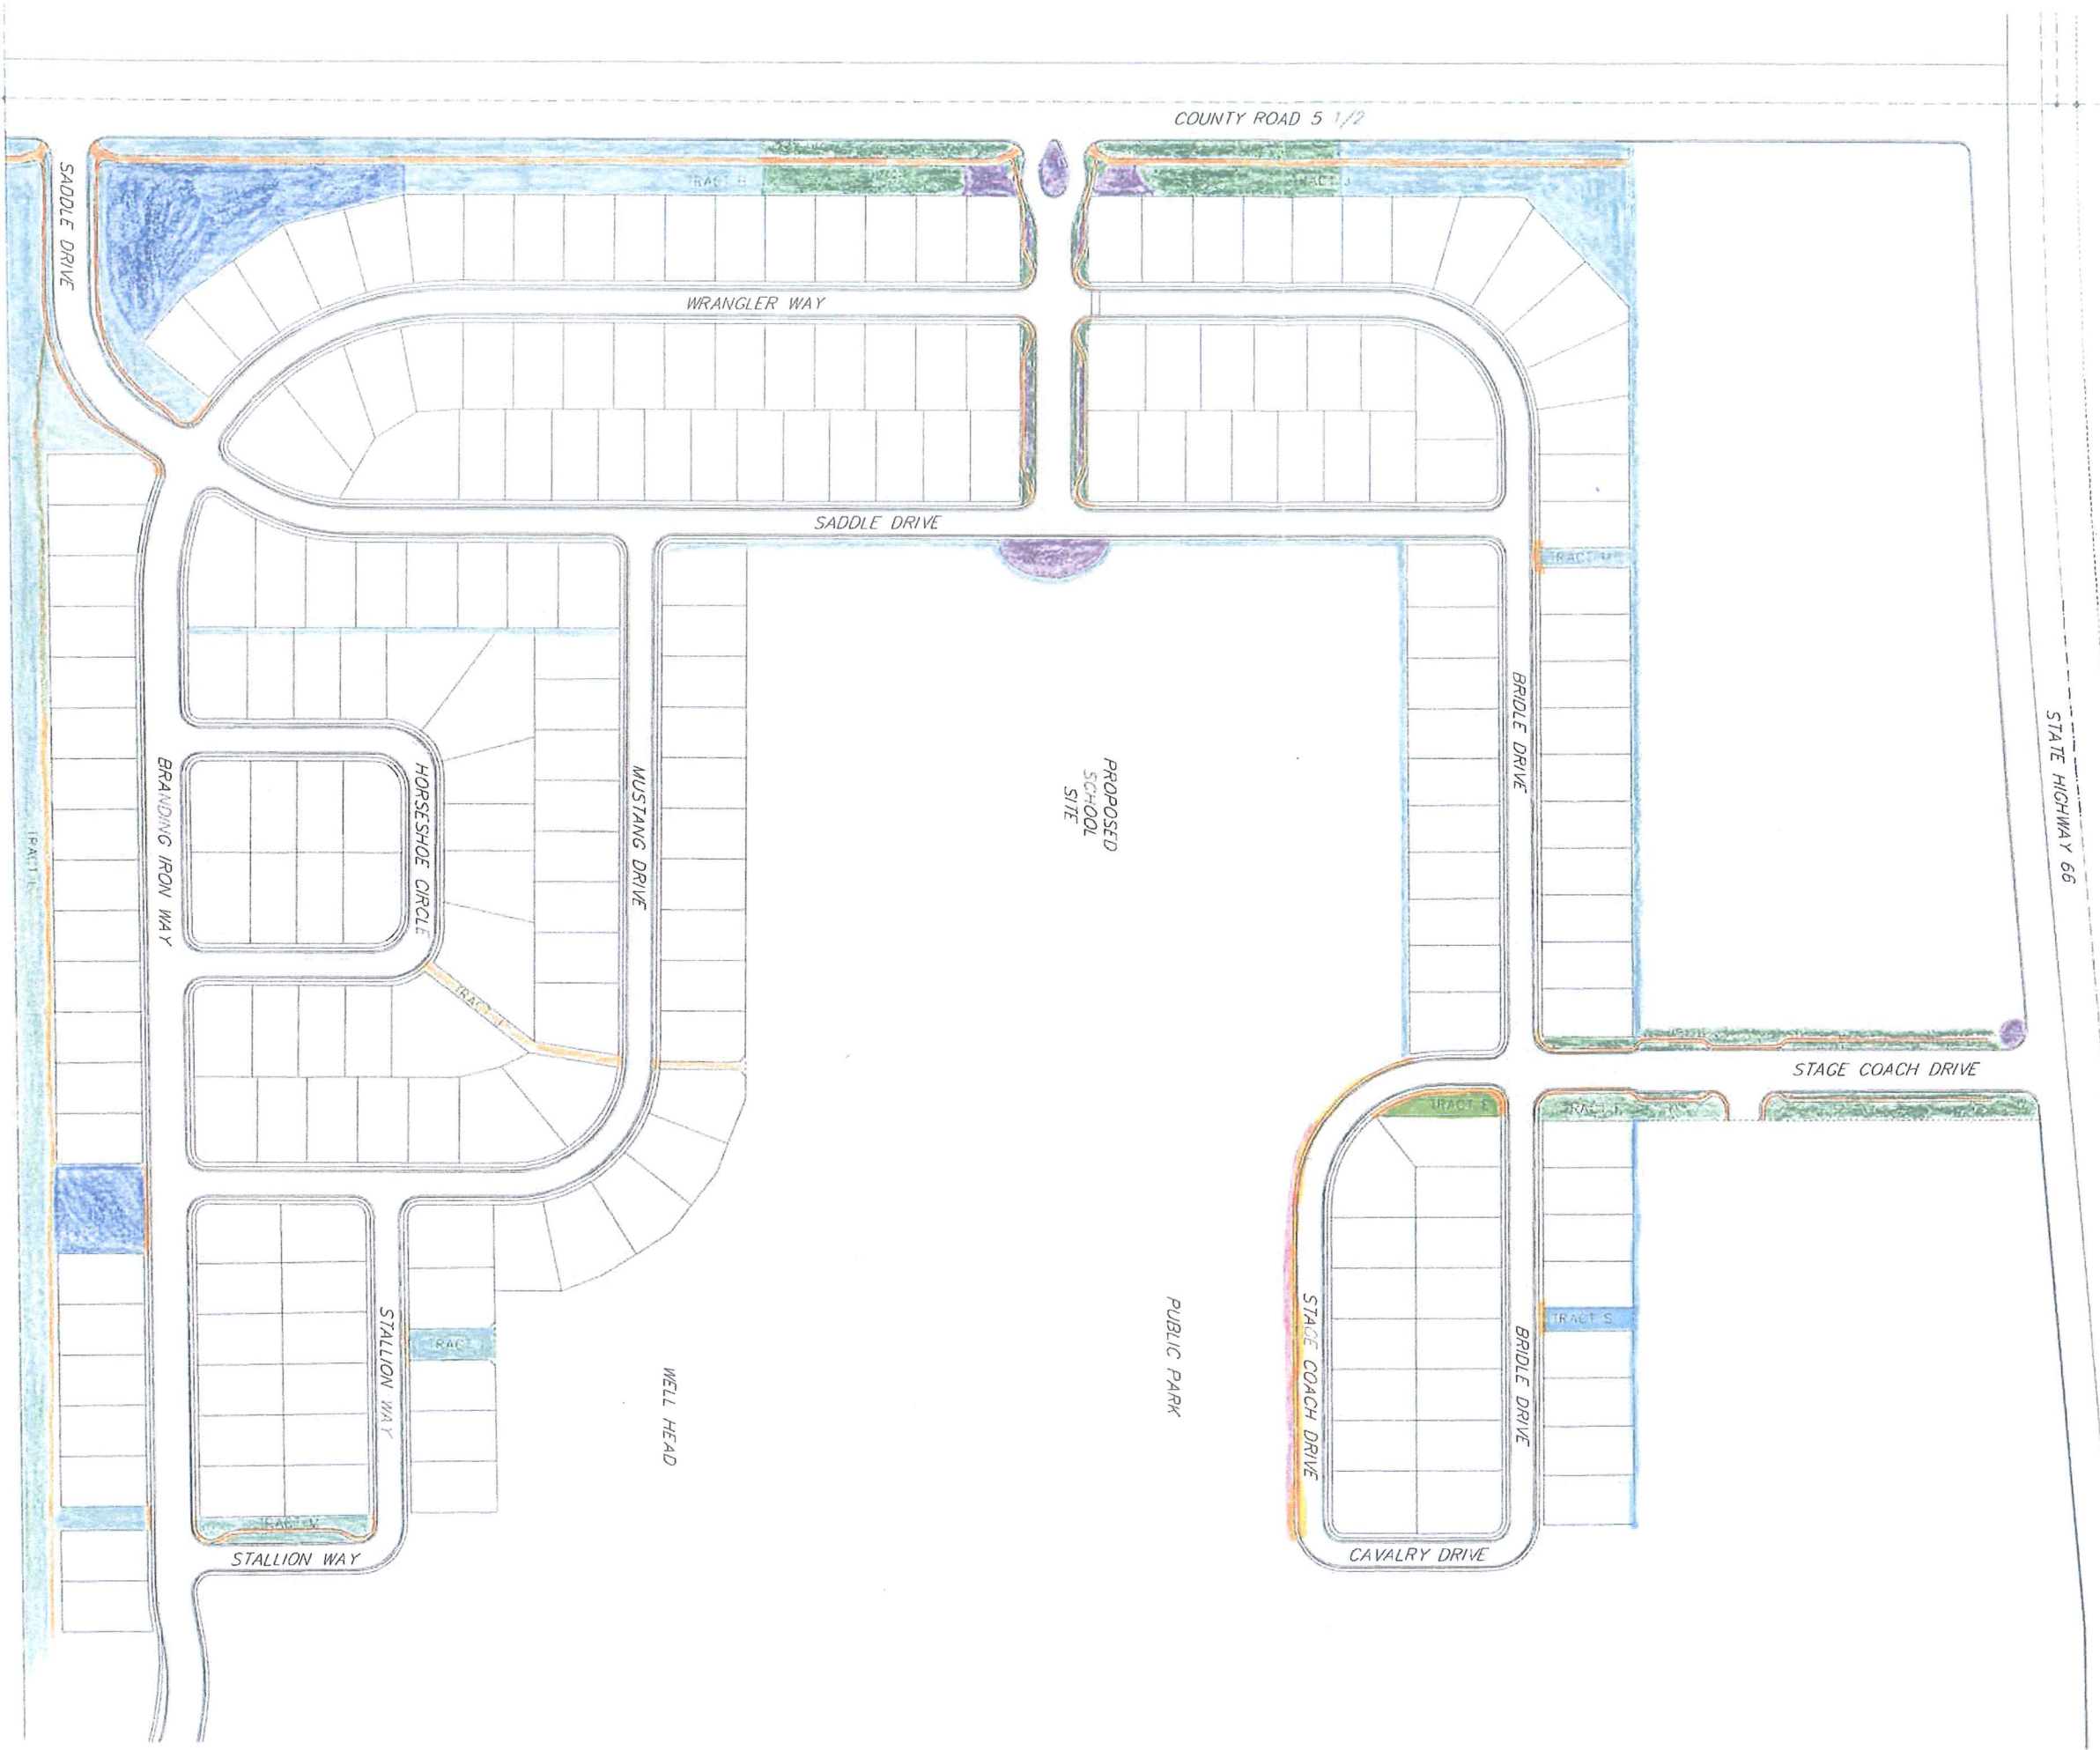 COUNTY ROAD 5 1/2
SADDLE DRIVE
TRACT J
WRANGLER WAY
SADDLE DRIVE
STATE HIGHWAY 66
BRIDLE DRIVE
PROPOSED
SCHOOL
SITE
MUSTANG DRIVE
HORSESHOE CIRCLE
BRANDING IRON WAY
STAGE COACH DRIVE
TRACT E
PUBLIC PARK
STAGE COACH DRIVE
TRACT S
BRIDLE DRIVE
STALLION WAY
WELL HEAD
STALLION WAY
CAVALRY DRIVE